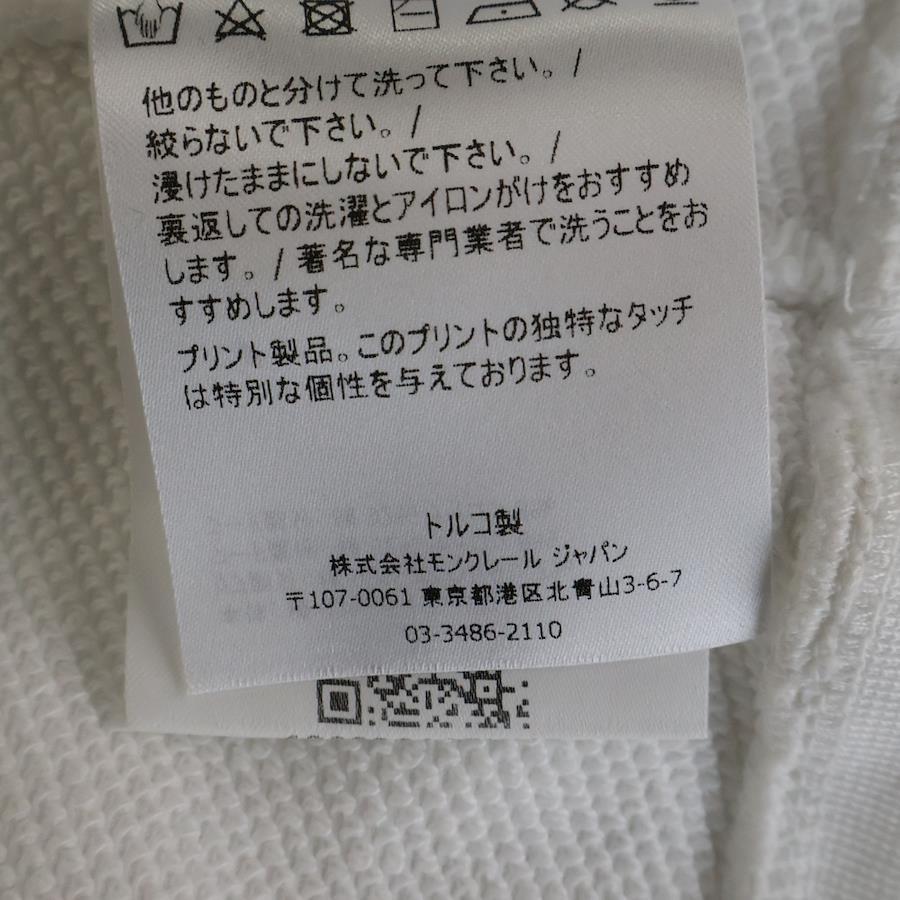 他のものと分けて洗って下さい。/
絞らないで下さい。/
浸けたままにしないで下さい。/
裏返しての洗濯とアイロンがけをおすすめ
します。/ 著名な専門業者で洗うことをお
すすめします。
プリント製品。このプリントの独特なタッチ
は特別な個性を与えております。
トルコ製
株式会社モンクレール ジャパン
〒107-0061 東京都港区北青山3-6-7
03-3486-2110